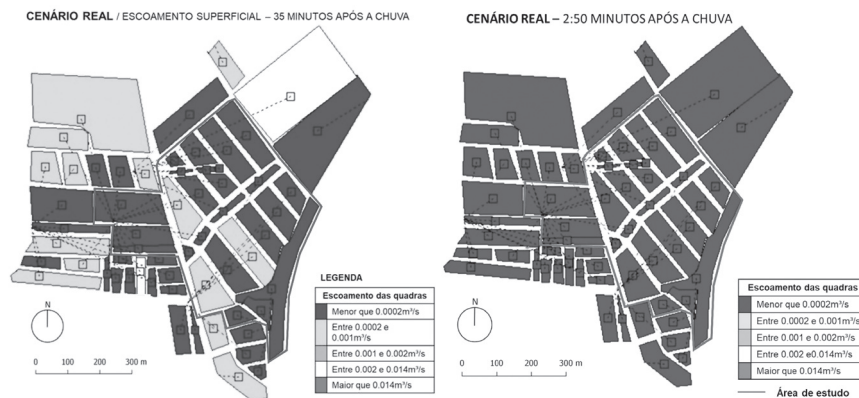 CENÁRIO REAL / ESCOAMENTO SUPERFICIAL – 35 MINUTOS APÓS A CHUVA
N
0 100 200 300 m
LEGENDA
Escoamento das quadras
Menor que 0.0002m³/s
Entre 0.0002 e
0.001m³/s
Entre 0.001 e 0.002m³/s
Entre 0.002 e 0.014m³/s
Maior que 0.014m³/s
CENÁRIO REAL – 2:50 MINUTOS APÓS A CHUVA
N
0 100 200 300 m
Escoamento das quadras
Menor que 0.0002m³/s
Entre 0.0002 e 0.001m³/s
Entre 0.001 e 0.002m³/s
Entre 0.002 e0.014m³/s
Maior que 0.014m³/s
Área de estudo